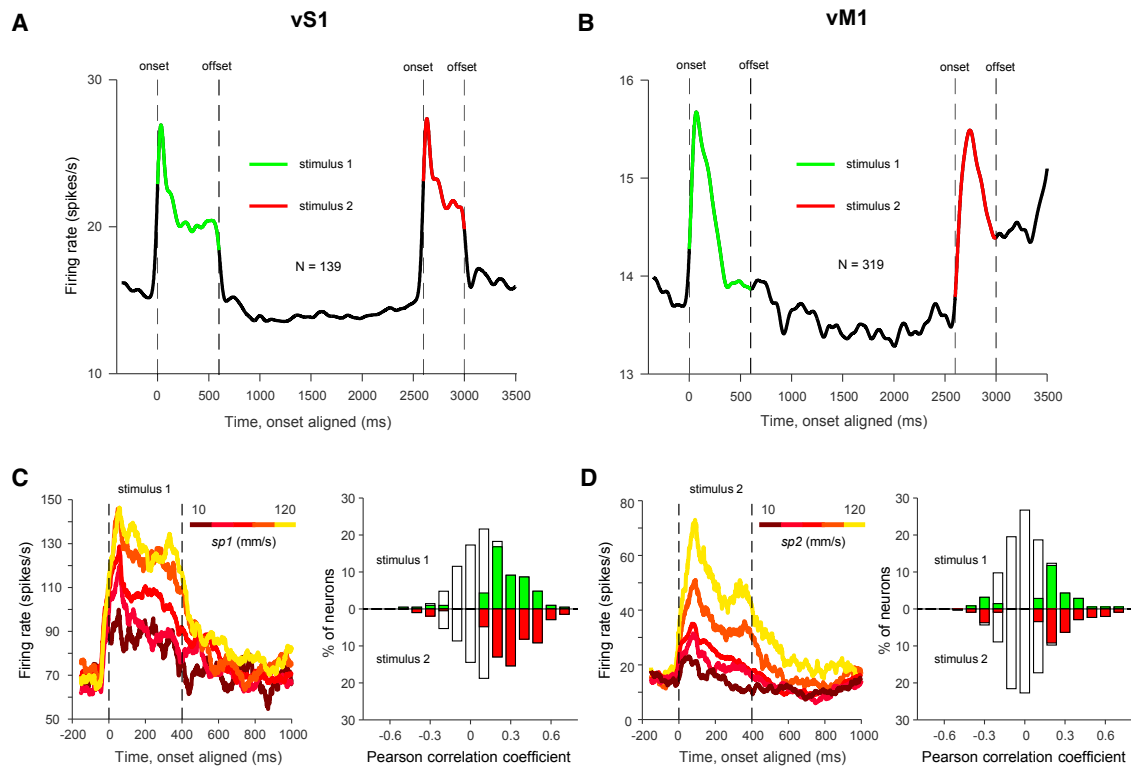 vS1
vM1
A
B
onset
offset
onset
offset
30
20
10
Firing rate (spikes/s)
stimulus 1
stimulus 2
N = 139
0
500
1000
1500
2000
2500
3000
3500
Time, onset aligned (ms)
onset
offset
onset
offset
16
15
14
13
stimulus 1
stimulus 2
N = 319
0
500
1000
1500
2000
2500
3000
3500
Time, onset aligned (ms)
C
stimulus 1
10
120
sp1 (mm/s)
150
130
110
90
70
50
Firing rate (spikes/s)
-200
0
200
400
600
800
1000
Time, onset aligned (ms)
30
20
10
0
10
20
30
% of neurons
stimulus 1
stimulus 2
-0.6
-0.3
0
0.3
0.6
Pearson correlation coefficient
D
stimulus 2
10
120
sp2 (mm/s)
80
60
40
20
0
Firing rate (spikes/s)
-200
0
200
400
600
800
1000
Time, onset aligned (ms)
30
20
10
0
10
20
30
% of neurons
stimulus 1
stimulus 2
-0.6
-0.3
0
0.3
0.6
Pearson correlation coefficient